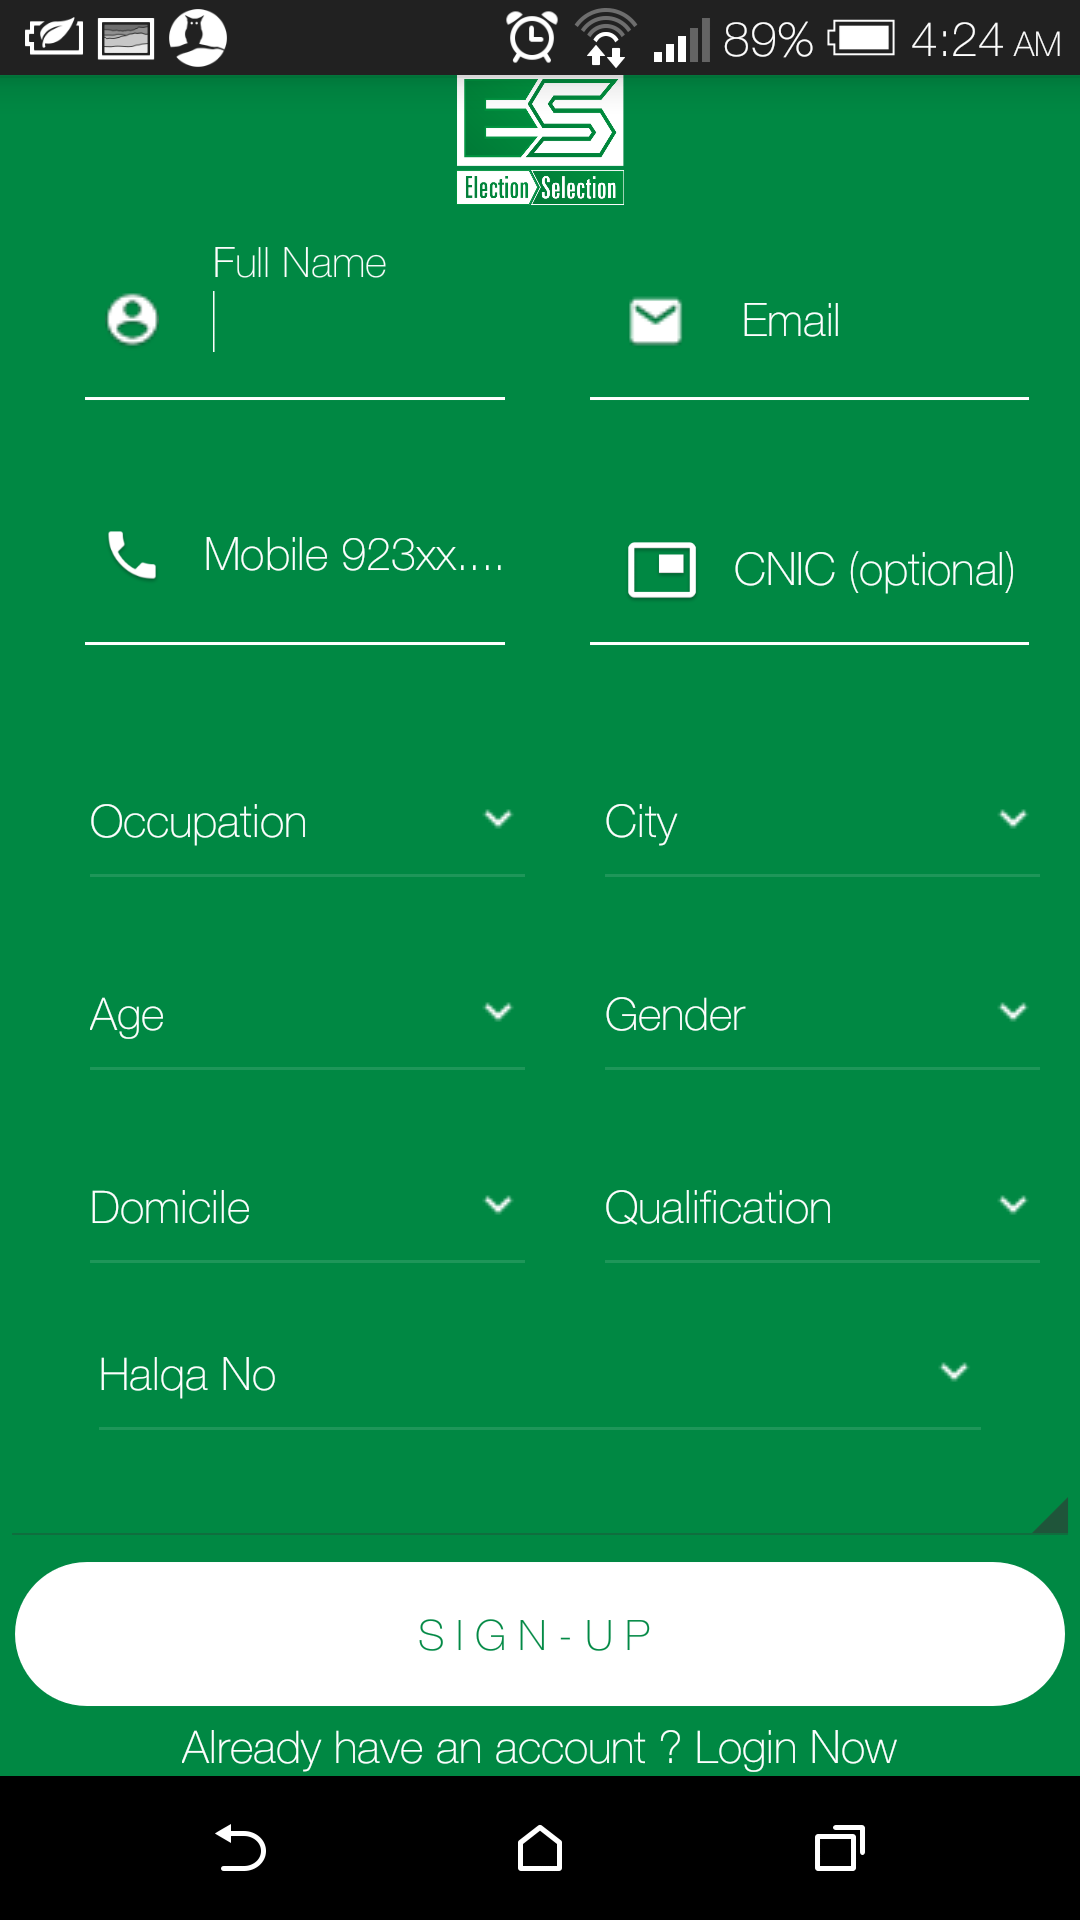 89% 4:24 AM
ES
Election Selection
Full Name
Email
Mobile 923xx....
CNIC (optional)
Occupation
City
Age
Gender
Domicile
Qualification
Halqa No
SIGN-UP
Already have an account ? Login Now